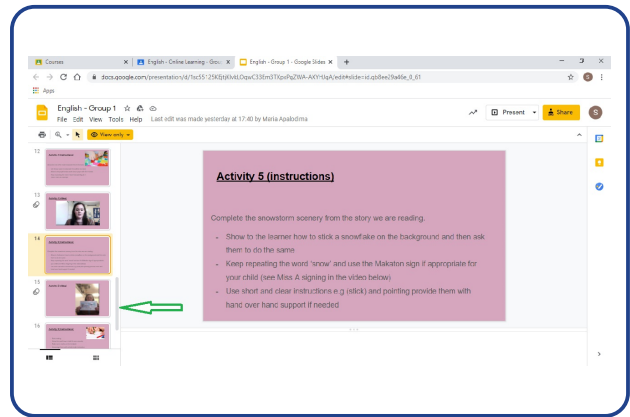 Courses
English - Online Learning - Grou
English - Group 1 - Google Slides
Apps
English - Group 1
File Edit View Tools Help Last edit was made yesterday at 17:40 by Maria Apalodima
Present
Share
S
View only
12
13
14
15
16
Activity 5 (instructions)
Complete the snowstorm scenery from the story we are reading.
- Show to the learner how to stick a snowflake on the background and then ask
them to do the same
- Keep repeating the word 'snow' and use the Makaton sign if appropriate for
your child (see Miss A signing in the video below)
- Use short and clear instructions e.g (stick) and pointing provide them with
hand over hand support if needed